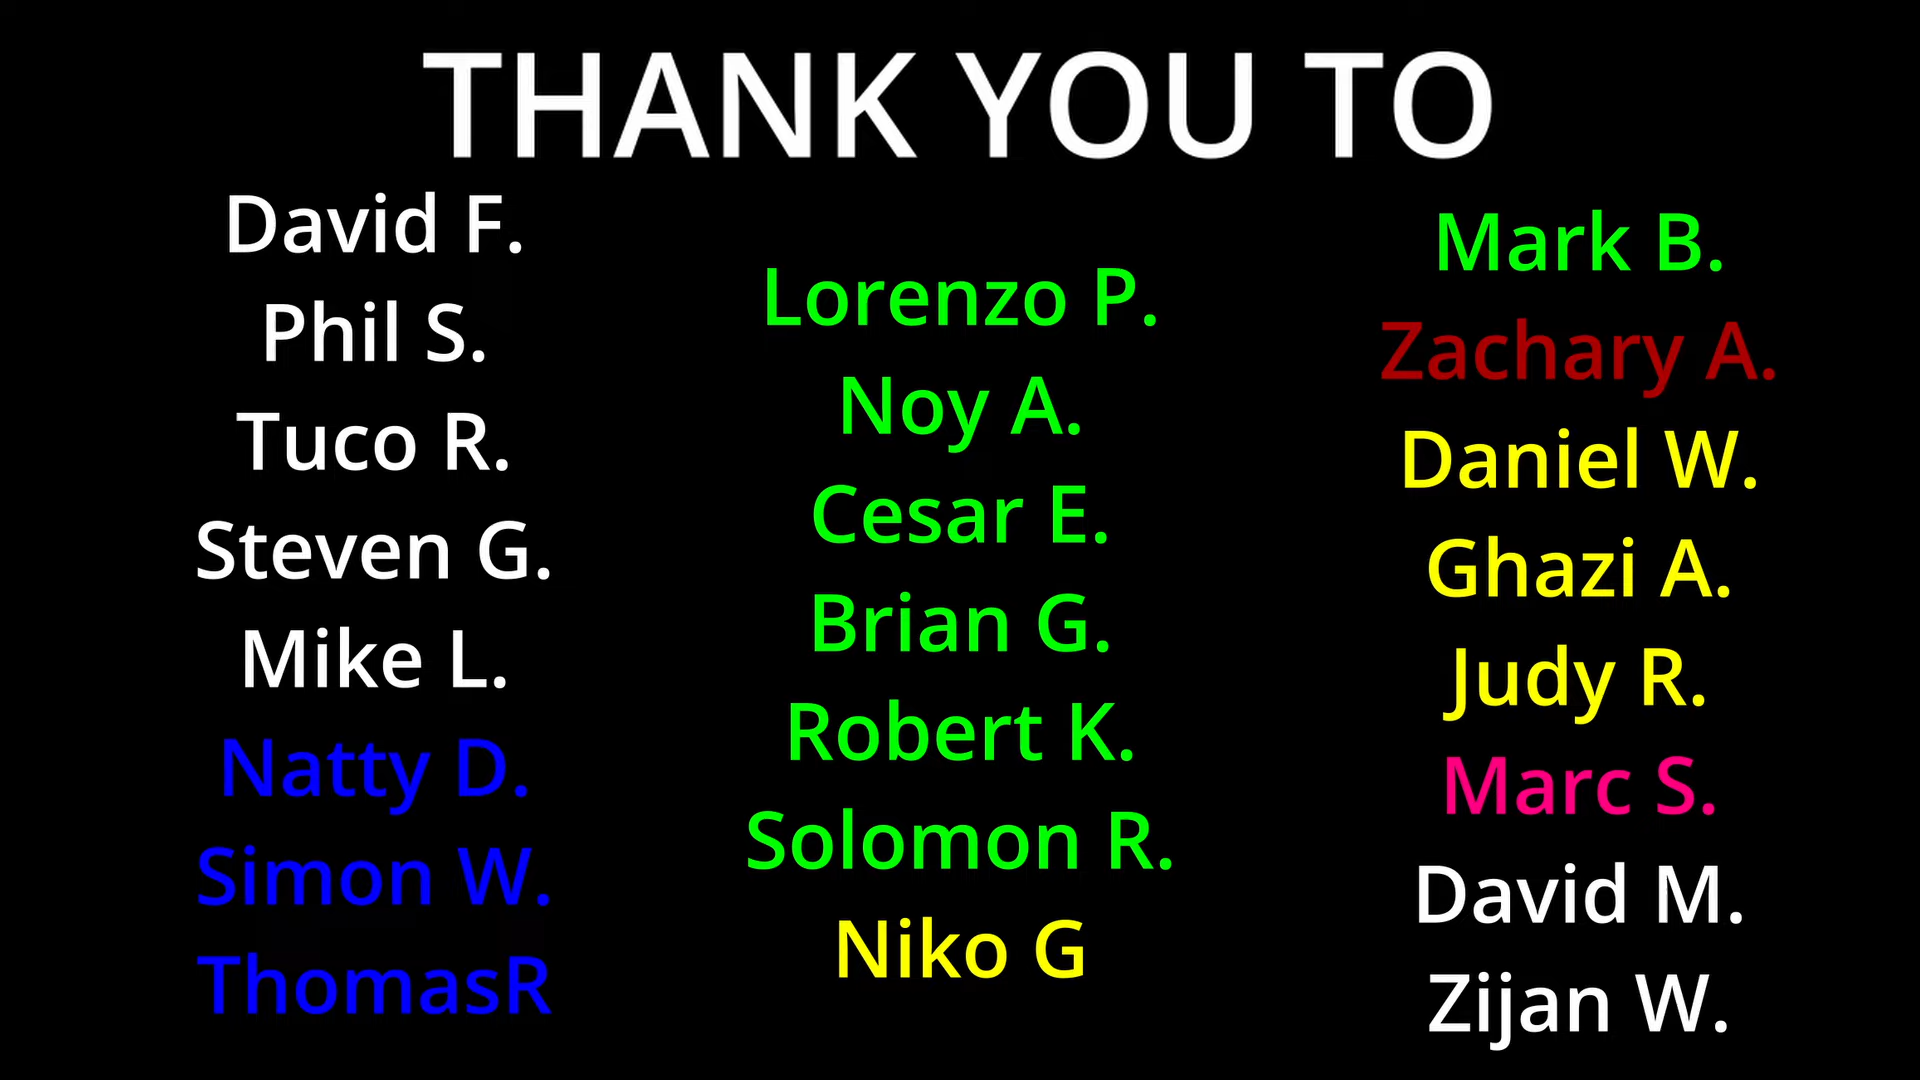 THANK YOU TO
David F.
Phil S.
Tuco R.
Steven G.
Mike L.
Natty D.
Simon W.
ThomasR
Lorenzo P.
Noy A.
Cesar E.
Brian G.
Robert K.
Solomon R.
Niko G
Mark B.
Zachary A.
Daniel W.
Ghazi A.
Judy R.
Marc S.
David M.
Zijan W.